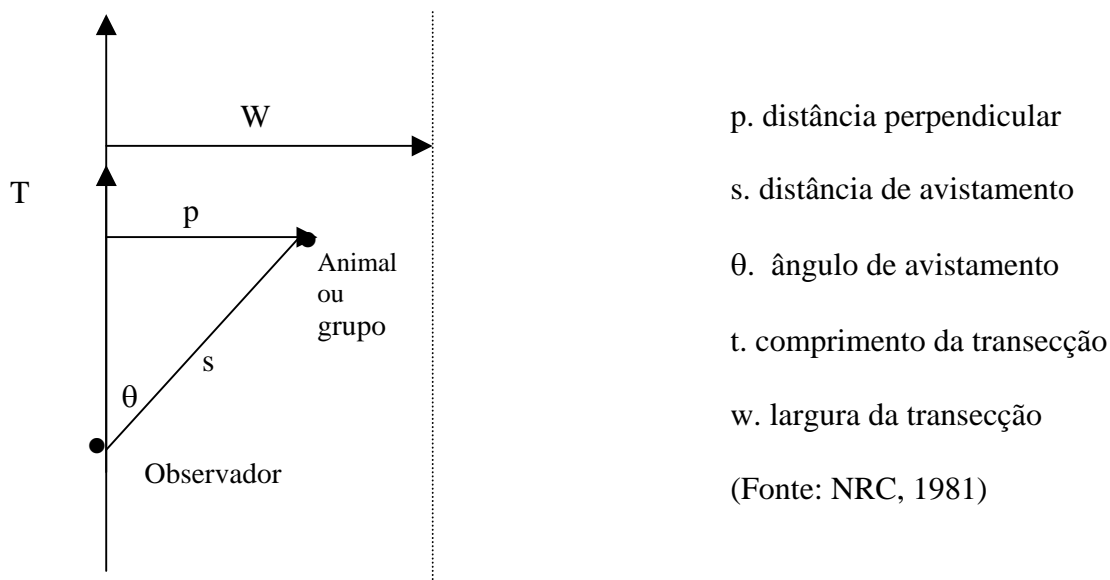 W
T
p
Animal
ou
grupo
s
θ
Observador
p. distância perpendicular
s. distância de avistamento
θ. ângulo de avistamento
t. comprimento da transecção
w. largura da transecção
(Fonte: NRC, 1981)